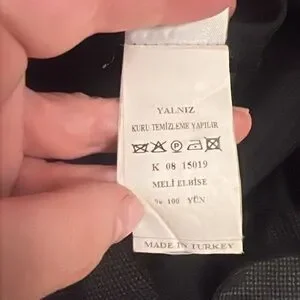 YALNIZ
KURU TEMİZLEME YAPILIR
P
K 08 15019
MELİ ELBİSE
% 100 YÜN
MADE IN TURKEY